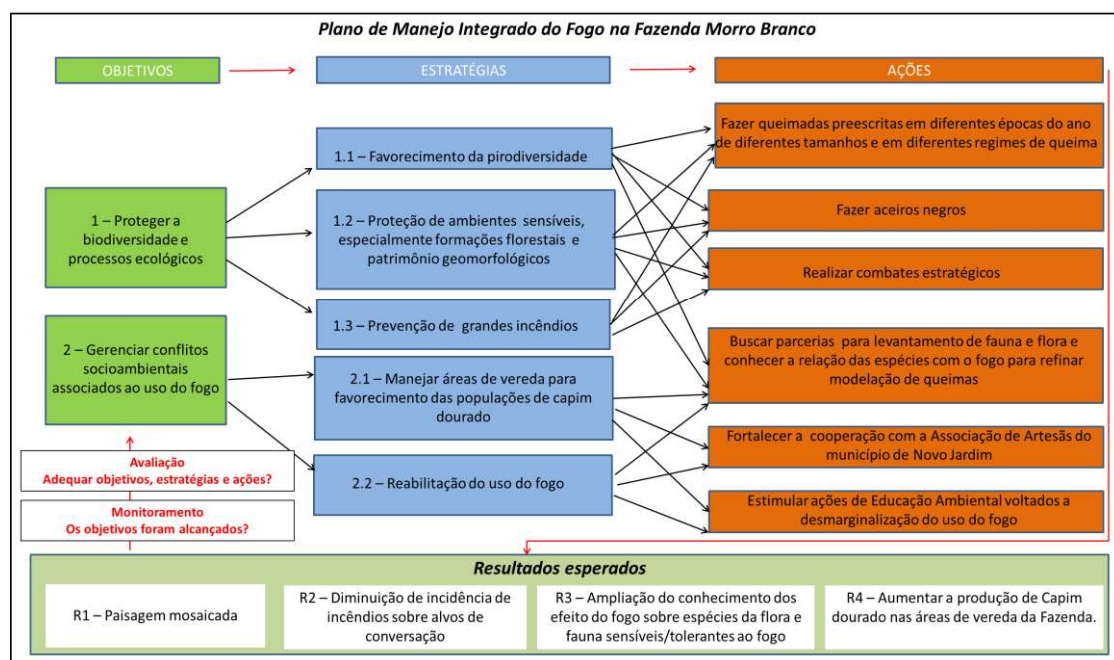 Plano de Manejo Integrado do Fogo na Fazenda Morro Branco
OBJETIVOS
ESTRATÉGIAS
AÇÕES
1 – Proteger a
biodiversidade e
processos ecológicos
2 – Gerenciar conflitos
socioambientais
associados ao uso do fogo
1.1 – Favorecimento da pirodiversidade
1.2 – Proteção de ambientes sensíveis,
especialmente formações florestais e
patrimônio geomorfológicos
1.3 – Prevenção de grandes incêndios
2.1 – Manejar áreas de vereda para
favorecimento das populações de capim
dourado
2.2 – Reabilitação do uso do fogo
Fazer queimadas preescritas em diferentes épocas do ano
de diferentes tamanhos e em diferentes regimes de queima
Fazer aceiros negros
Realizar combates estratégicos
Buscar parcerias para levantamento de fauna e flora e
conhecer a relação das espécies com o fogo para refinar
modelação de queimas
Fortalecer a cooperação com a Associação de Artesãs do
município de Novo Jardim
Estimular ações de Educação Ambiental voltados a
desmarginalização do uso do fogo
Avaliação
Adequar objetivos, estratégias e ações?
Monitoramento
Os objetivos foram alcançados?
Resultados esperados
R1 – Paisagem mosaicada
R2 – Diminuição de incidência de
incêndios sobre alvos de
conversação
R3 – Ampliação do conhecimento dos
efeito do fogo sobre espécies da flora e
fauna sensíveis/tolerantes ao fogo
R4 – Aumentar a produção de Capim
dourado nas áreas de vereda da Fazenda.